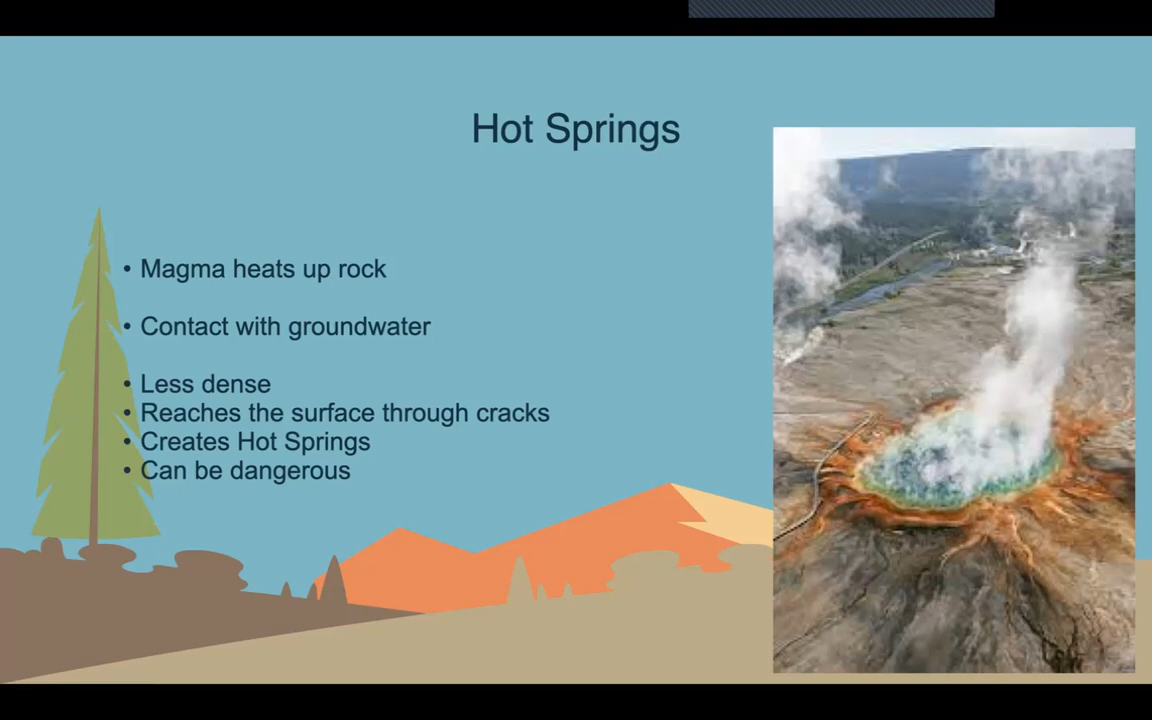 Hot Springs
• Magma heats up rock
• Contact with groundwater
• Less dense
• Reaches the surface through cracks
• Creates Hot Springs
• Can be dangerous